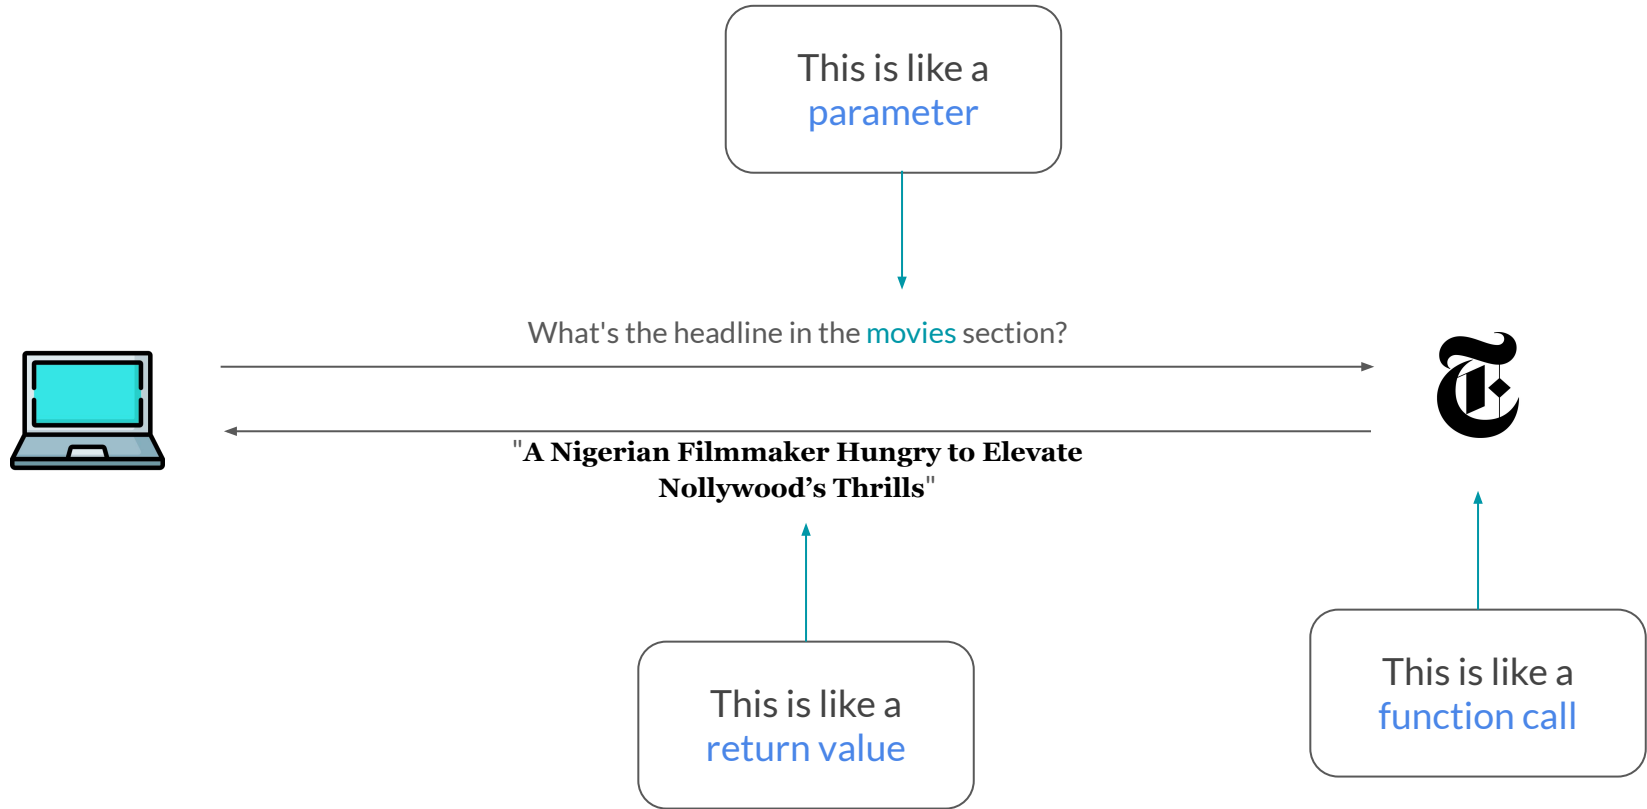 This is like a
parameter
What's the headline in the movies section?
"A Nigerian Filmmaker Hungry to Elevate
Nollywood’s Thrills"
This is like a
return value
This is like a
function call